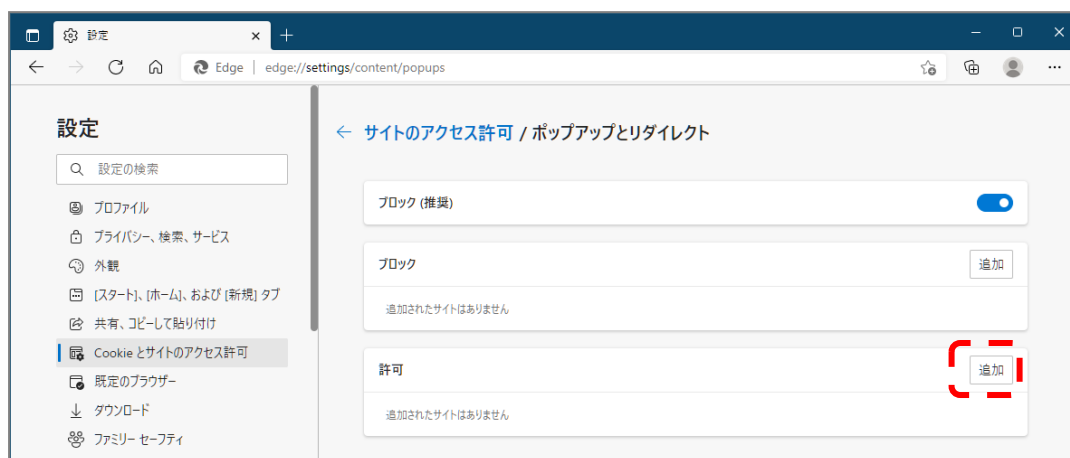 設定
Edge | edge://settings/content/popups
設定
設定の検索
プロファイル
プライバシー、検索、サービス
外観
[スタート]、[ホーム]、および [新規] タブ
共有、コピーして貼り付け
Cookie とサイトのアクセス許可
既定のブラウザー
ダウンロード
ファミリー セーフティ
サイトのアクセス許可 / ポップアップとリダイレクト
ブロック (推奨)
ブロック 追加
追加されたサイトはありません
許可 追加
追加されたサイトはありません